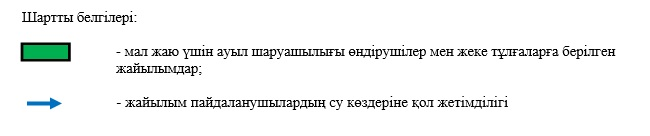 Шартты белгілері:
- мал жаю үшін ауыл шаруашылығы өндірушілер мен жеке тұлғаларға берілген
жайылымдар;
- жайылым пайдаланушылардың су көздеріне қол жетімділігі